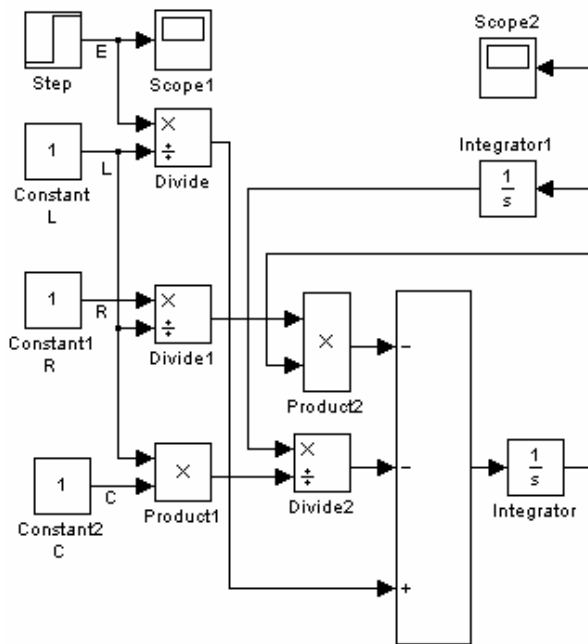 E
Step
Scope1
Scope2
1
L
Constant
L
×
÷
Divide
Integrator1
1
s
1
R
Constant1
R
×
÷
Divide1
×
Product2
−
1
C
Constant2
C
×
Product1
×
÷
Divide2
−
+
1
s
Integrator